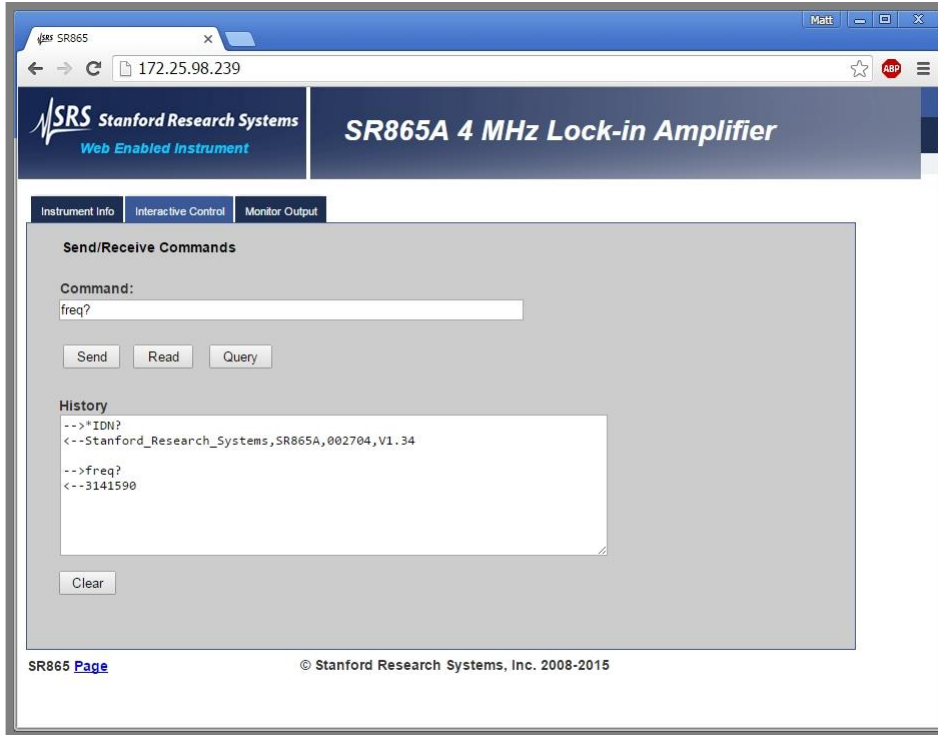 Matt
SRS SR865
172.25.98.239
ABP
SRS Stanford Research Systems
Web Enabled Instrument
SR865A 4 MHz Lock-in Amplifier
Instrument Info Interactive Control Monitor Output
Send/Receive Commands
Command:
freq?
Send Read Query
History
-->*IDN?
<--Stanford_Research_Systems,SR865A,002704,V1.34
-->freq?
<--3141590
Clear
SR865 Page © Stanford Research Systems, Inc. 2008-2015